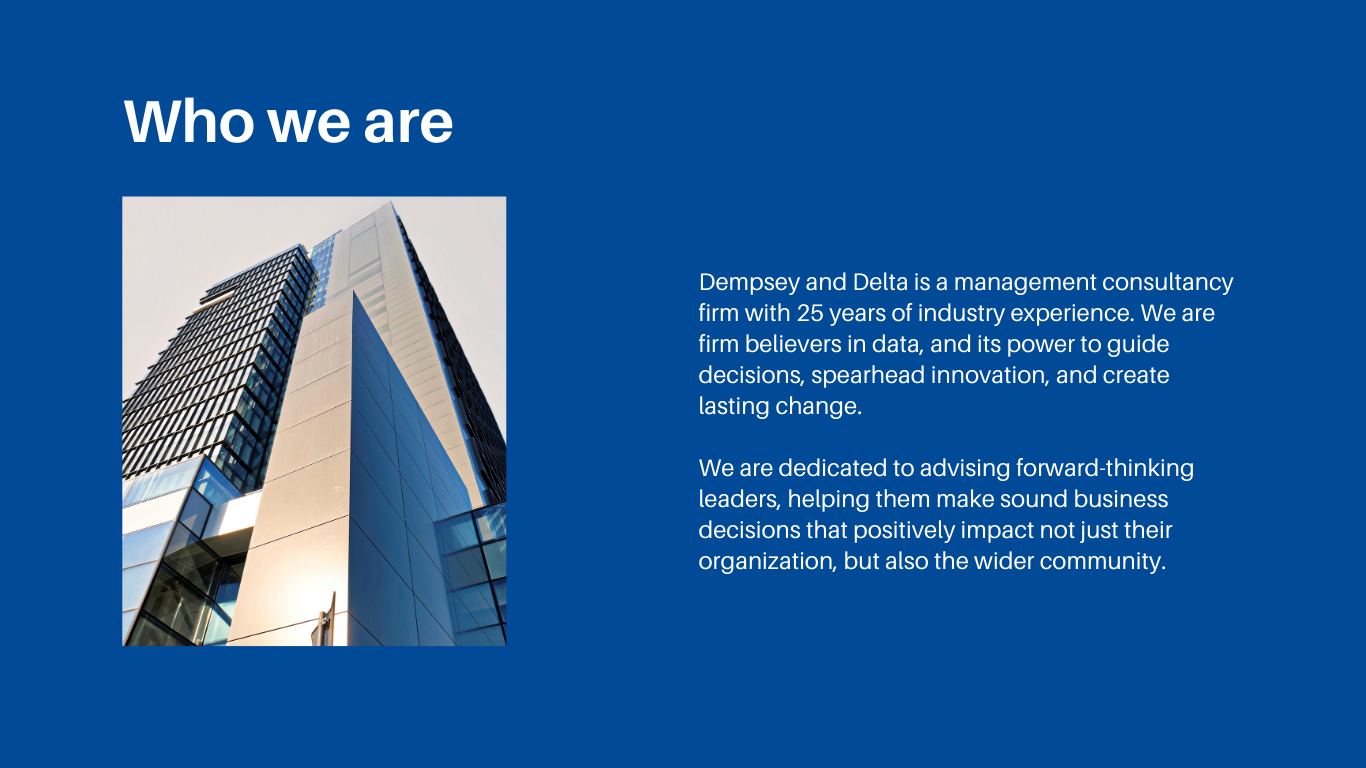 Who we are
Dempsey and Delta is a management consultancy
firm with 25 years of industry experience. We are
firm believers in data, and its power to guide
decisions, spearhead innovation, and create
lasting change.
We are dedicated to advising forward-thinking
leaders, helping them make sound business
decisions that positively impact not just their
organization, but also the wider community.